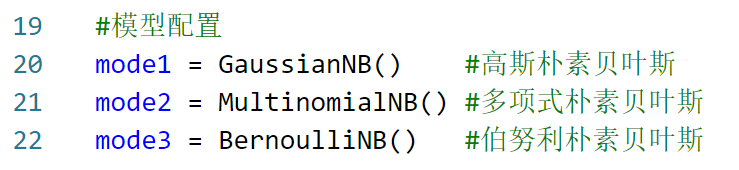 19 #模型配置
20 mode1 = GaussianNB() #高斯朴素贝叶斯
21 mode2 = MultinomialNB() #多项式朴素贝叶斯
22 mode3 = BernoulliNB() #伯努利朴素贝叶斯